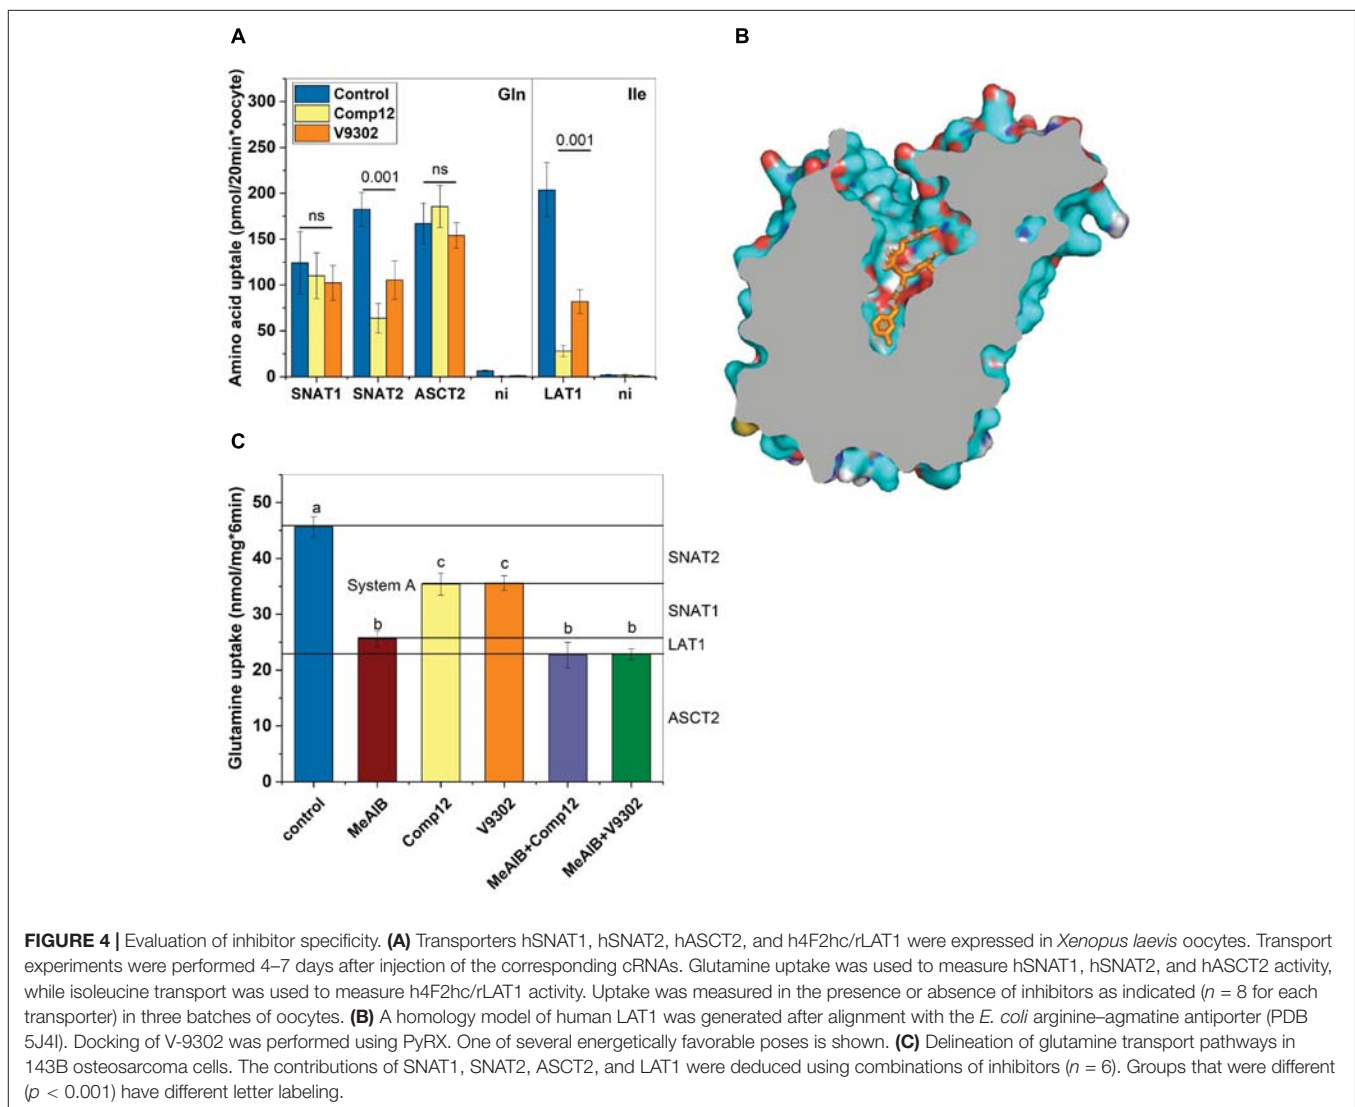 A
B
Amino acid uptale (pmol/20min*oocyte)
300
250
200
150
100
50
0
Control
Comp12
V9302
Gln
Ile
ns
0.001
ns
0.001
SNAT1
SNAT2
ASCT2
ni
LAT1
ni
C
Glutamine uptake (nmol/mg*6min)
50
40
30
20
10
0
a
b
System A
c
c
b
b
SNAT2
SNAT1
LAT1
ASCT2
control
MeAIB
Comp12
V9302
MeAIB+Comp12
MeAIB+V9302
FIGURE 4 | Evaluation of inhibitor specificity. (A) Transporters hSNAT1, hSNAT2, hASCT2, and h4F2hc/rLAT1 were expressed in Xenopus laevis oocytes. Transport
experiments were performed 4–7 days after injection of the corresponding cRNAs. Glutamine uptake was used to measure hSNAT1, hSNAT2, and hASCT2 activity,
while isoleucine transport was used to measure h4F2hc/rLAT1 activity. Uptake was measured in the presence or absence of inhibitors as indicated (n = 8 for each
transporter) in three batches of oocytes. (B) A homology model of human LAT1 was generated after alignment with the E. coli arginine–agmatine antiporter (PDB
5J4I). Docking of V-9302 was performed using PyRX. One of several energetically favorable poses is shown. (C) Delineation of glutamine transport pathways in
143B osteosarcoma cells. The contributions of SNAT1, SNAT2, ASCT2, and LAT1 were deduced using combinations of inhibitors (n = 6). Groups that were different
(p < 0.001) have different letter labeling.